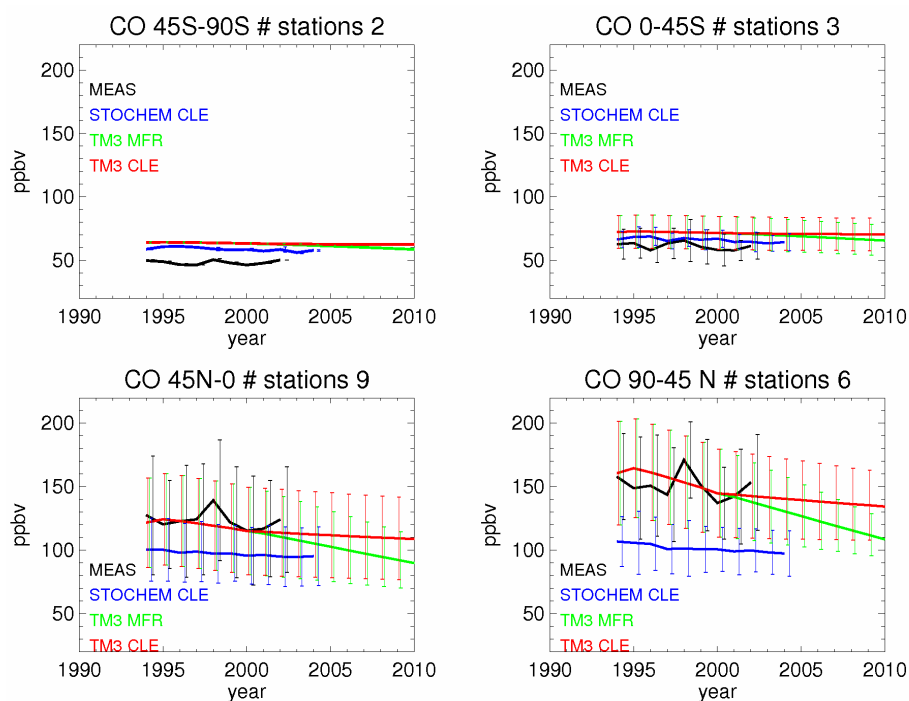 CO 45S-90S # stations 2
200
150
100
50
ppbv
MEAS
STOCHEM CLE
TM3 MFR
TM3 CLE
1990 1995 2000 2005 2010
year
CO 0-45S # stations 3
200
150
100
50
ppbv
MEAS
STOCHEM CLE
TM3 MFR
TM3 CLE
1990 1995 2000 2005 2010
year
CO 45N-0 # stations 9
200
150
100
50
ppbv
MEAS
STOCHEM CLE
TM3 MFR
TM3 CLE
1990 1995 2000 2005 2010
year
CO 90-45 N # stations 6
200
150
100
50
ppbv
MEAS
STOCHEM CLE
TM3 MFR
TM3 CLE
1990 1995 2000 2005 2010
year